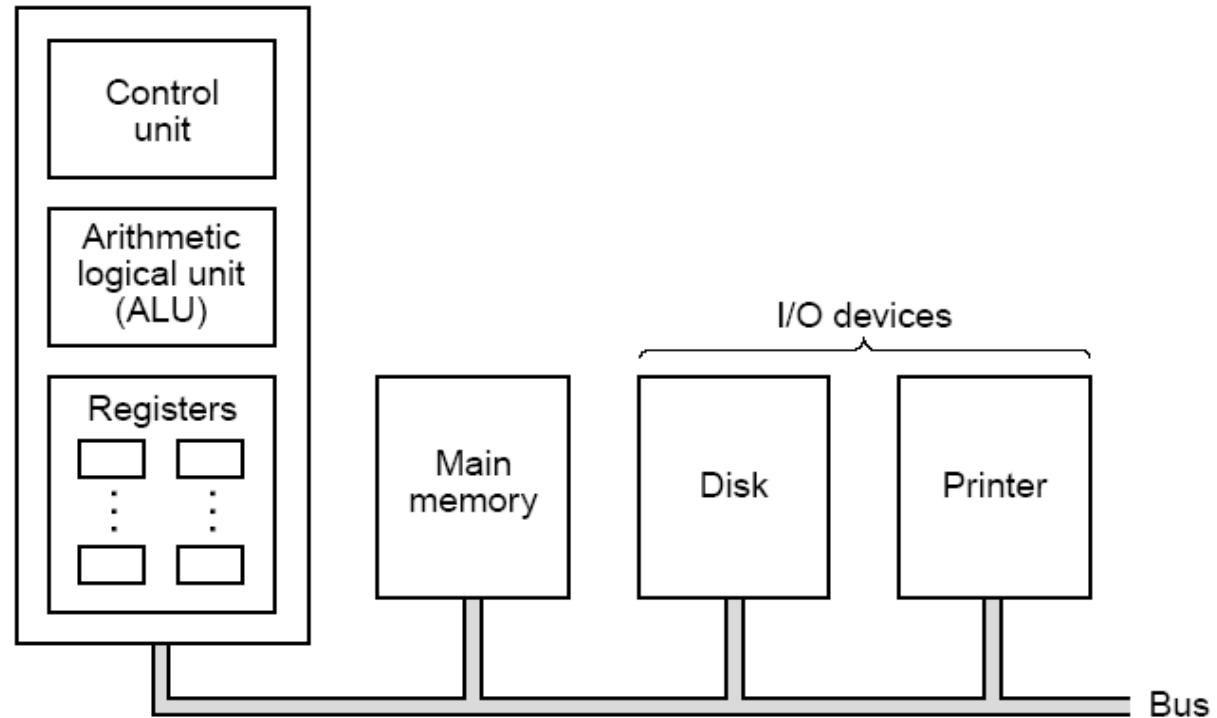 Control
unit
Arithmetic
logical unit
(ALU)
Registers
I/O devices
Main
memory
Disk
Printer
Bus